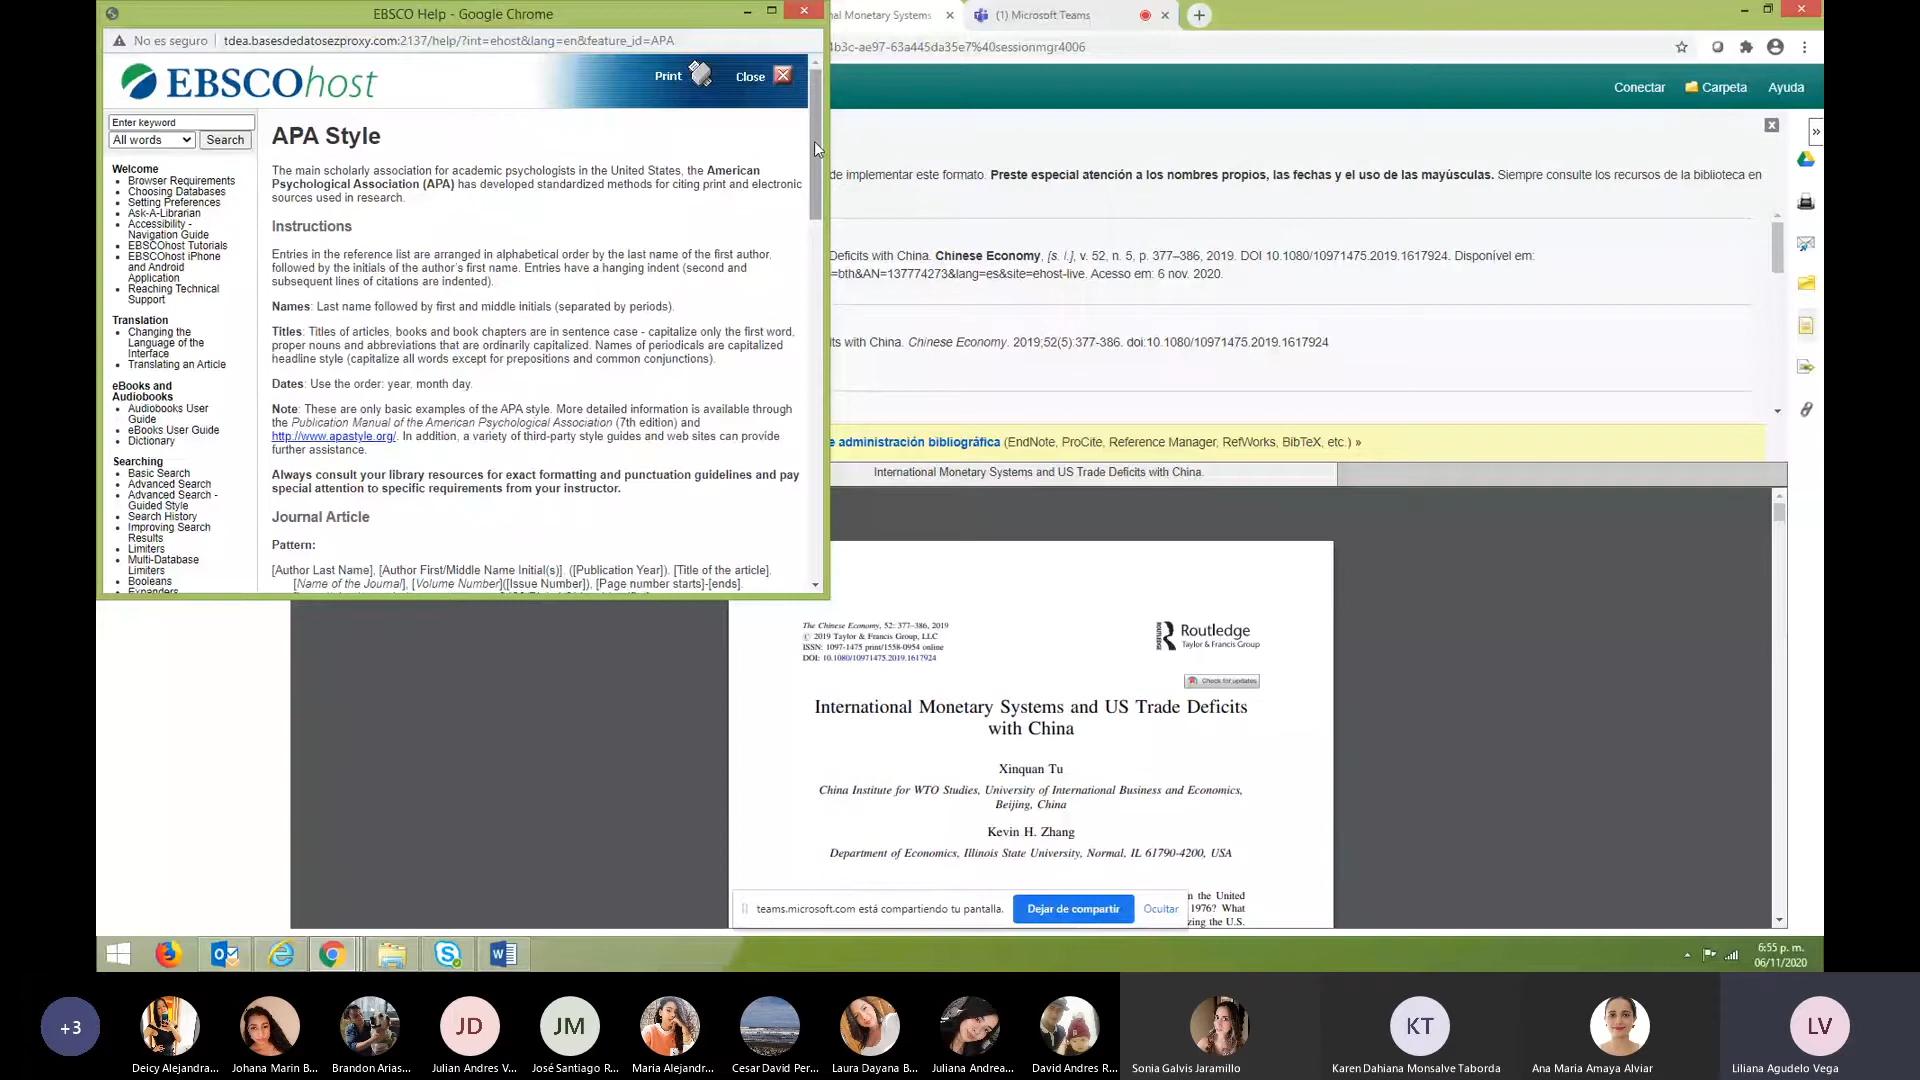 EBSCO Help - Google Chrome
No es seguro | tdea.basesdedatosezproxy.com:2137/help/?int=ehost&lang=en&feature_id=APA
EBSCOhost
Print
Close
Enter keyword
All words
Search
Welcome
Browser Requirements
Choosing Databases
Setting Preferences
Ask-A-Librarian
Accessibility -
Navigation Guide
EBSCOhost Tutorials
EBSCOhost iPhone
and Android
Application
Reaching Technical
Support
Translation
Changing the
Language of the
Interface
Translating an Article
eBooks and
Audiobooks
Audiobooks User
Guide
eBooks User Guide
Dictionary
Searching
Basic Search
Advanced Search
Advanced Search -
Guided Style
Search History
Improving Search
Results
Limiters
Multi-Database
Limiters
Booleans
Expanders
APA Style
The main scholarly association for academic psychologists in the United States, the American
Psychological Association (APA) has developed standardized methods for citing print and electronic
sources used in research.
Instructions
Entries in the reference list are arranged in alphabetical order by the last name of the first author,
followed by the initials of the author's first name. Entries have a hanging indent (second and
subsequent lines of citations are indented).
Names: Last name followed by first and middle initials (separated by periods).
Titles: Titles of articles, books and book chapters are in sentence case - capitalize only the first word,
proper nouns and abbreviations that are ordinarily capitalized. Names of periodicals are capitalized
headline style (capitalize all words except for prepositions and common conjunctions).
Dates: Use the order: year, month day.
Note: These are only basic examples of the APA style. More detailed information is available through
the Publication Manual of the American Psychological Association (7th edition) and
http://www.apastyle.org/. In addition, a variety of third-party style guides and web sites can provide
further assistance.
Always consult your library resources for exact formatting and punctuation guidelines and pay
special attention to specific requirements from your instructor.
Journal Article
Pattern:
[Author Last Name], [Author First/Middle Name Initial(s)]. ([Publication Year]). [Title of the article].
[Name of the Journal], [Volume Number]([Issue Number]), [Page number starts]-[ends].
nal Monetary Systems
(1) Microsoft Teams
4b3c-ae97-63a445da35e7%40sessionmgr4006
Conectar
Carpeta
Ayuda
de implementar este formato. Preste especial atención a los nombres propios, las fechas y el uso de las mayúsculas. Siempre consulte los recursos de la biblioteca en
Deficits with China. Chinese Economy, [s. l.], v. 52, n. 5, p. 377–386, 2019. DOI 10.1080/10971475.2019.1617924. Disponível em:
=bth&AN=137774273&lang=es&site=ehost-live. Acesso em: 6 nov. 2020.
its with China. Chinese Economy. 2019;52(5):377-386. doi:10.1080/10971475.2019.1617924
e administración bibliográfica (EndNote, ProCite, Reference Manager, RefWorks, BibTeX, etc.) »
International Monetary Systems and US Trade Deficits with China.
The Chinese Economy, 52: 377–386, 2019
© 2019 Taylor & Francis Group, LLC
ISSN: 1097-1475 print/1558-0954 online
DOI: 10.1080/10971475.2019.1617924
ROUTLEDGE
Routledge
Taylor & Francis Group
Check for updates
International Monetary Systems and US Trade Deficits
with China
Xinquan Tu
China Institute for WTO Studies, University of International Business and Economics,
Beijing, China
Kevin H. Zhang
Department of Economics, Illinois State University, Normal, IL 61790-4200, USA
n the United
1976? What
zing the U.S.
teams.microsoft.com está compartiendo tu pantalla.
Dejar de compartir
Ocultar
6:55 p. m.
06/11/2020
+3
Deicy Alejandra...
Johana Marin B...
Brandon Arias...
JD
Julian Andres V...
JM
José Santiago R...
Maria Alejandr...
Cesar David Per...
Laura Dayana B...
Juliana Andrea...
David Andres R...
Sonia Galvis Jaramillo
KT
Karen Dahiana Monsalve Taborda
Ana Maria Amaya Alviar
LV
Liliana Agudelo Vega